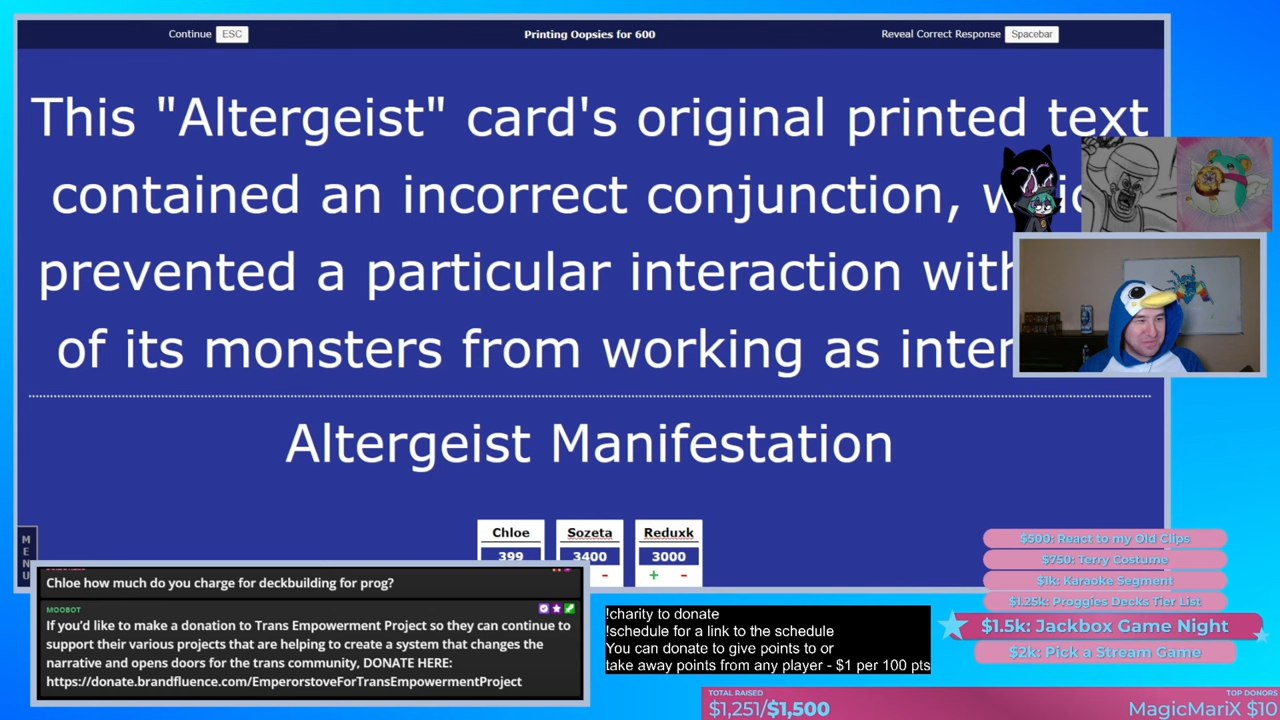 Continue ESC
Printing Oopsies for 600
Reveal Correct Response Spacebar
This "Altergeist" card's original printed text
contained an incorrect conjunction,
prevented a particular interaction with
of its monsters from working as
Altergeist Manifestation
MENU
Chloe
399
Sozeta
3400
-
Reduxk
3000
+ -
Chloe how much do you charge for deckbuilding for prog?
MOOBOT
If you'd like to make a donation to Trans Empowerment Project so they can continue to
support their various projects that are helping to create a system that changes the
narrative and opens doors for the trans community, DONATE HERE:
https://donate.brandfluence.com/EmperorstoveForTransEmpowermentProject
!charity to donate
!schedule for a link to the schedule
You can donate to give points to or
take away points from any player - $1 per 100 pts
$500: React to my Old Clips
$750: Terry Costume
$1k: Karaoke Segment
$1.25k: Proggies Decks Tier List
$1.5k: Jackbox Game Night
$2k: Pick a Stream Game
TOTAL RAISED
$1,251/$1,500
TOP DONORS
MagicMariX $10